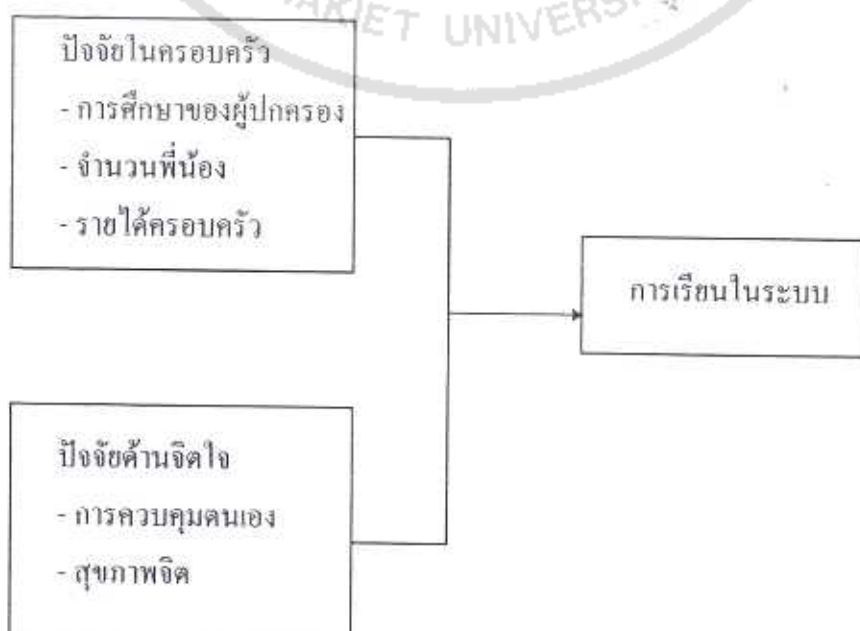 AKIET UNIVERS
ปัจจัยในครอบครัว
- การศึกษาของผู้ปกครอง
- จำนวนพี่น้อง
- รายได้ครอบครัว
การเรียนในระบบ
ปัจจัยด้านจิตใจ
- การควบคุมตนเอง
- สุขภาพจิต